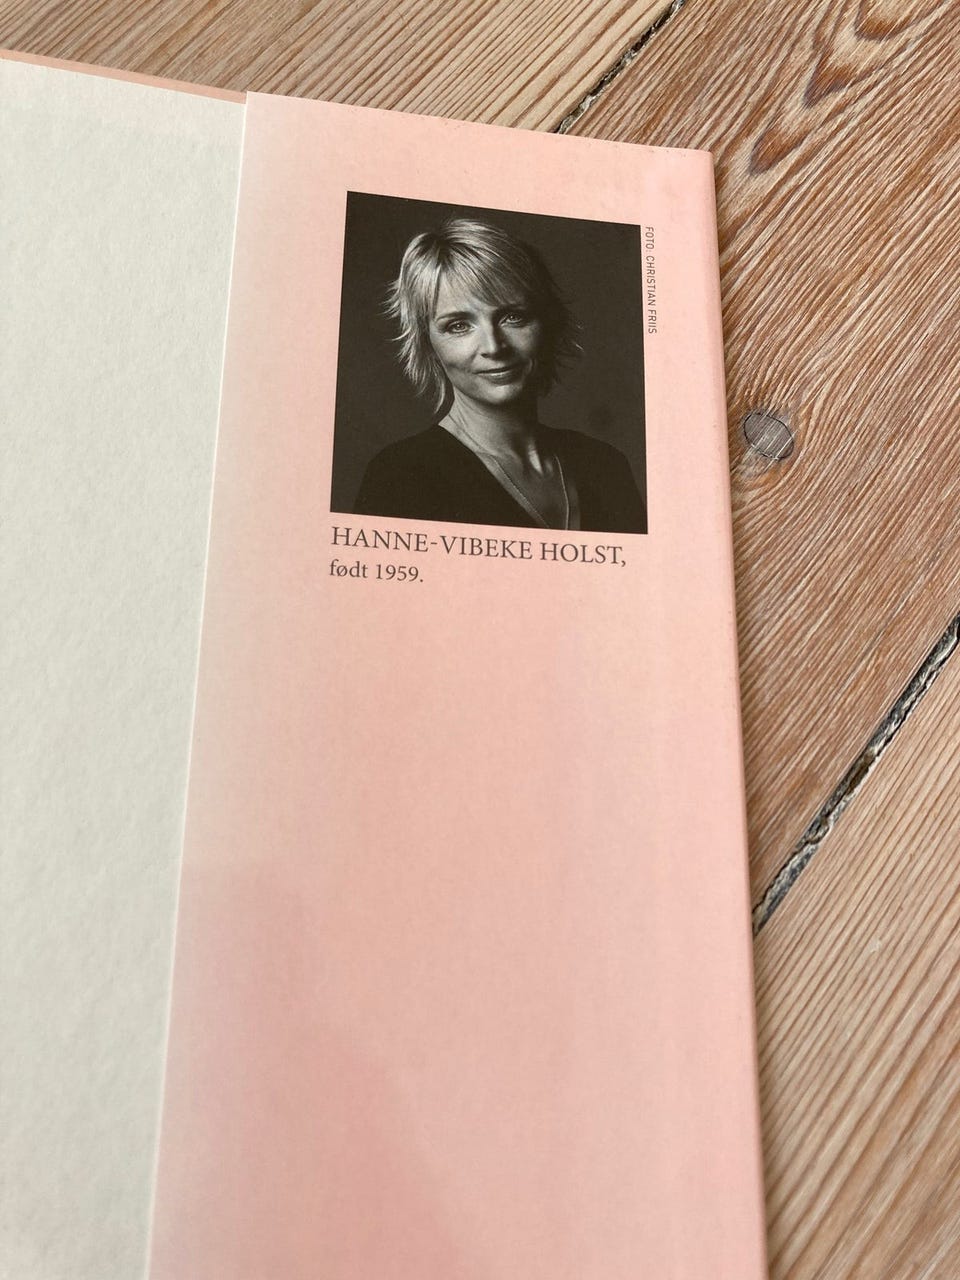 FOTO: CHRISTIAN FRIIS
HANNE-VIBEKE HOLST,
født 1959.